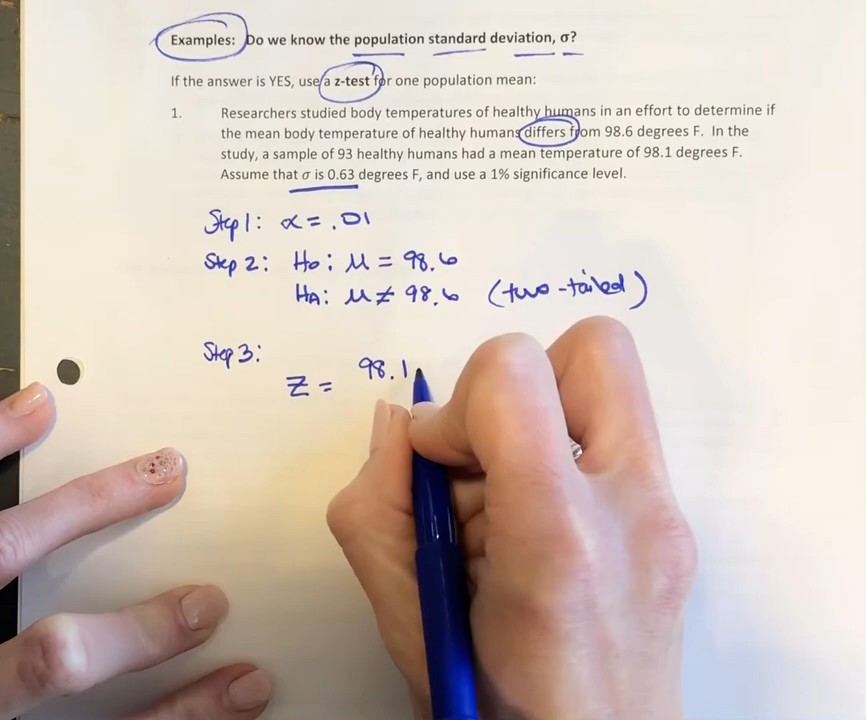 Examples: Do we know the population standard deviation, σ?
If the answer is YES, use a z-test for one population mean:
1. Researchers studied body temperatures of healthy humans in an effort to determine if
the mean body temperature of healthy humans differs from 98.6 degrees F. In the
study, a sample of 93 healthy humans had a mean temperature of 98.1 degrees F.
Assume that σ is 0.63 degrees F, and use a 1% significance level.
Step 1: α = .01
Step 2: H₀: μ = 98.6
HA: μ ≠ 98.6 (two-tailed)
Step 3:
Z = 98.1